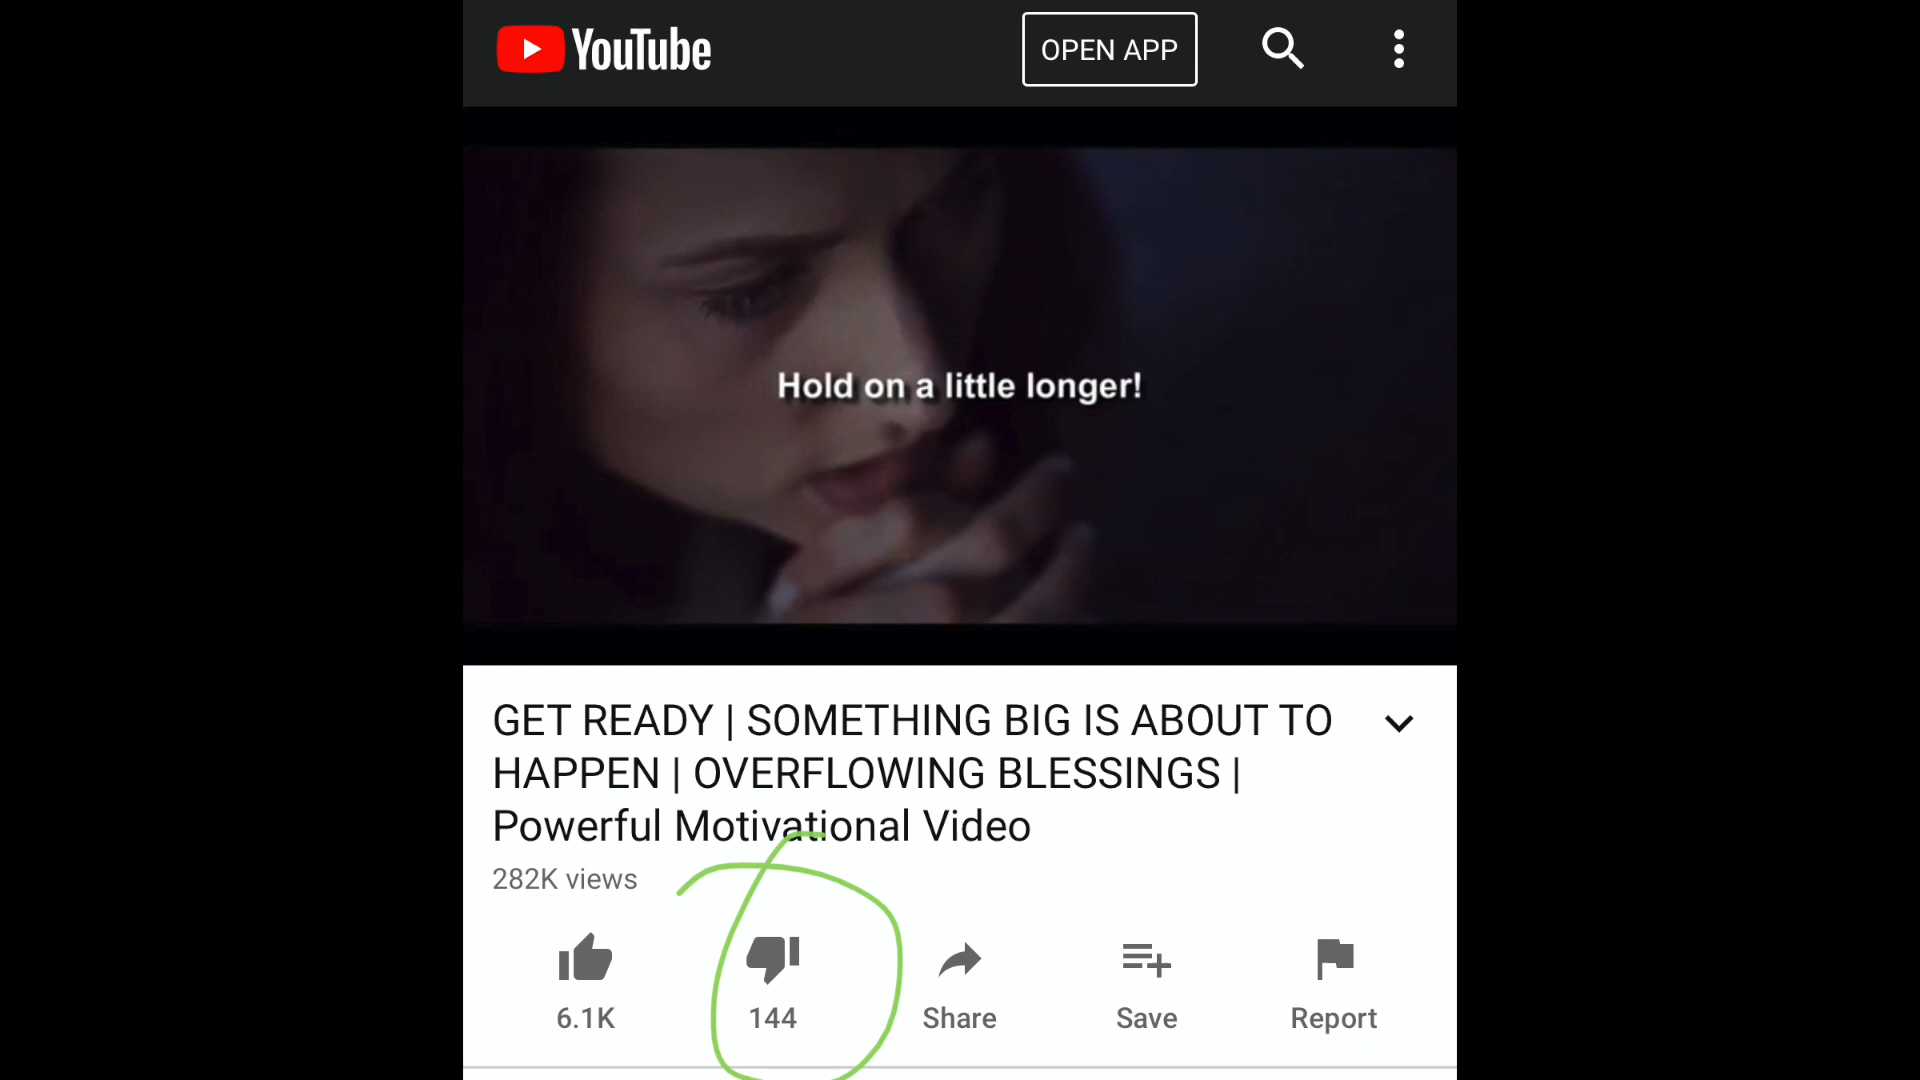 YouTube
OPEN APP
Hold on a little longer!
GET READY | SOMETHING BIG IS ABOUT TO
HAPPEN | OVERFLOWING BLESSINGS |
Powerful Motivational Video
282K views
6.1K
144
Share
Save
Report